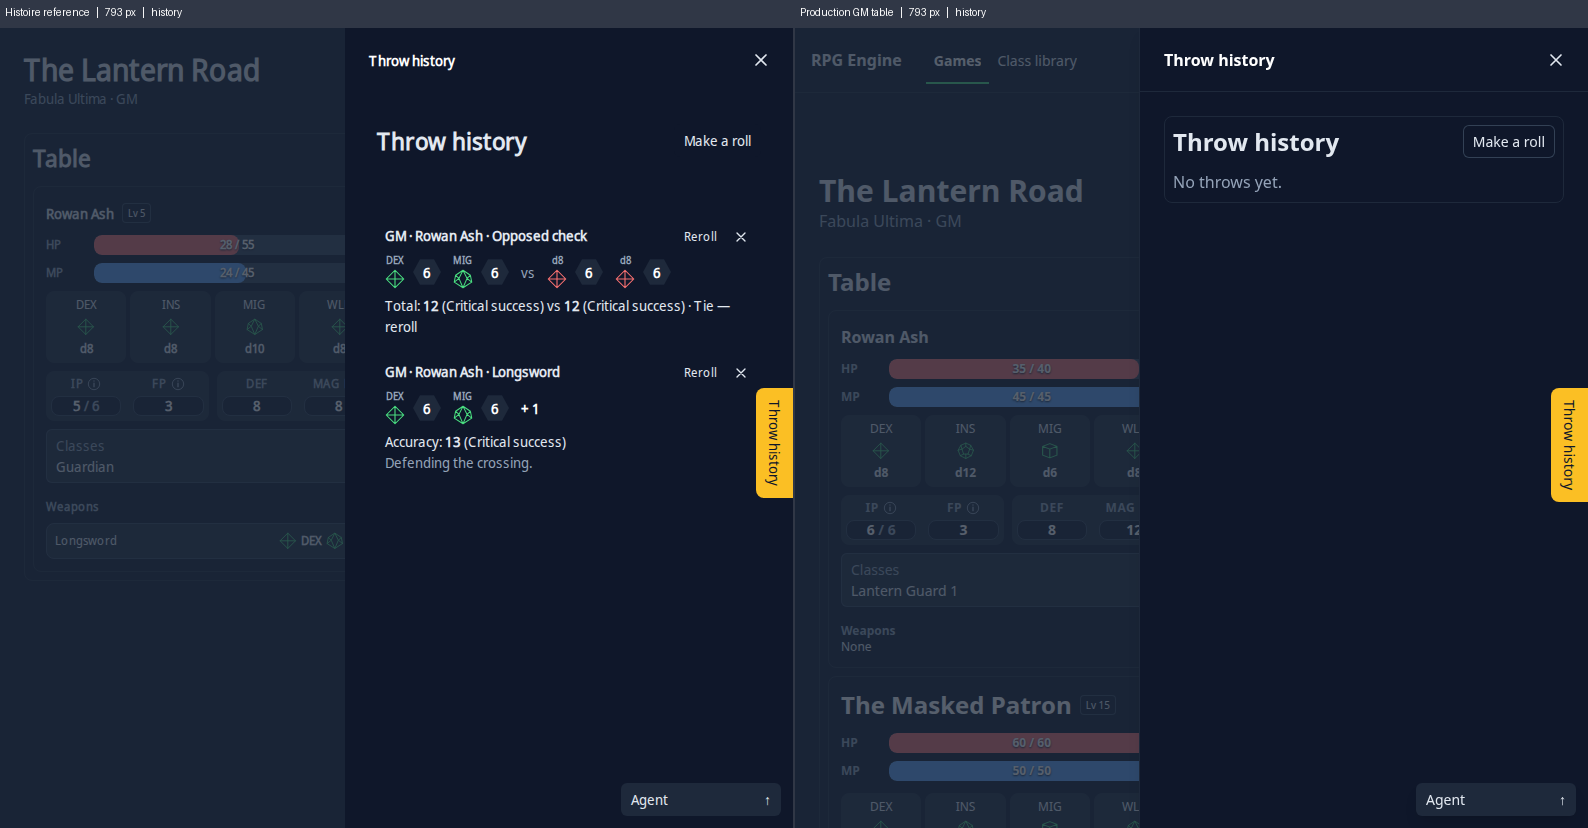 Histoire reference | 793 px | history
The Lantern Road
Fabula Ultima · GM
Table
Rowan Ash Lv 5
HP 28 / 55
MP 24 / 45
DEX INS MIG WL
d8 d8 d10 d8
IP ⓘ FP ⓘ DEF MAG
5 / 6 3 8 8
Classes
Guardian
Weapons
Longsword DEX
Throw history ×
Throw history Make a roll
GM · Rowan Ash · Opposed check Reroll ×
DEX MIG d8 d8
6 6 vs 6 6
Total: 12 (Critical success) vs 12 (Critical success) · Tie —
reroll
GM · Rowan Ash · Longsword Reroll ×
DEX MIG
6 6 + 1
Accuracy: 13 (Critical success)
Defending the crossing.
Throw history
Agent ↑
Production GM table | 793 px | history
RPG Engine Games Class library
The Lantern Road
Fabula Ultima · GM
Table
Rowan Ash
HP 35 / 40
MP 45 / 45
DEX INS MIG WL
d8 d12 d6 d8
IP ⓘ FP ⓘ DEF MAG
6 / 6 3 8 12
Classes
Lantern Guard 1
Weapons
None
The Masked Patron Lv 15
HP 60 / 60
MP 50 / 50
DEX INS MIG WL
Throw history ×
Throw history Make a roll
No throws yet.
Throw history
Agent ↑